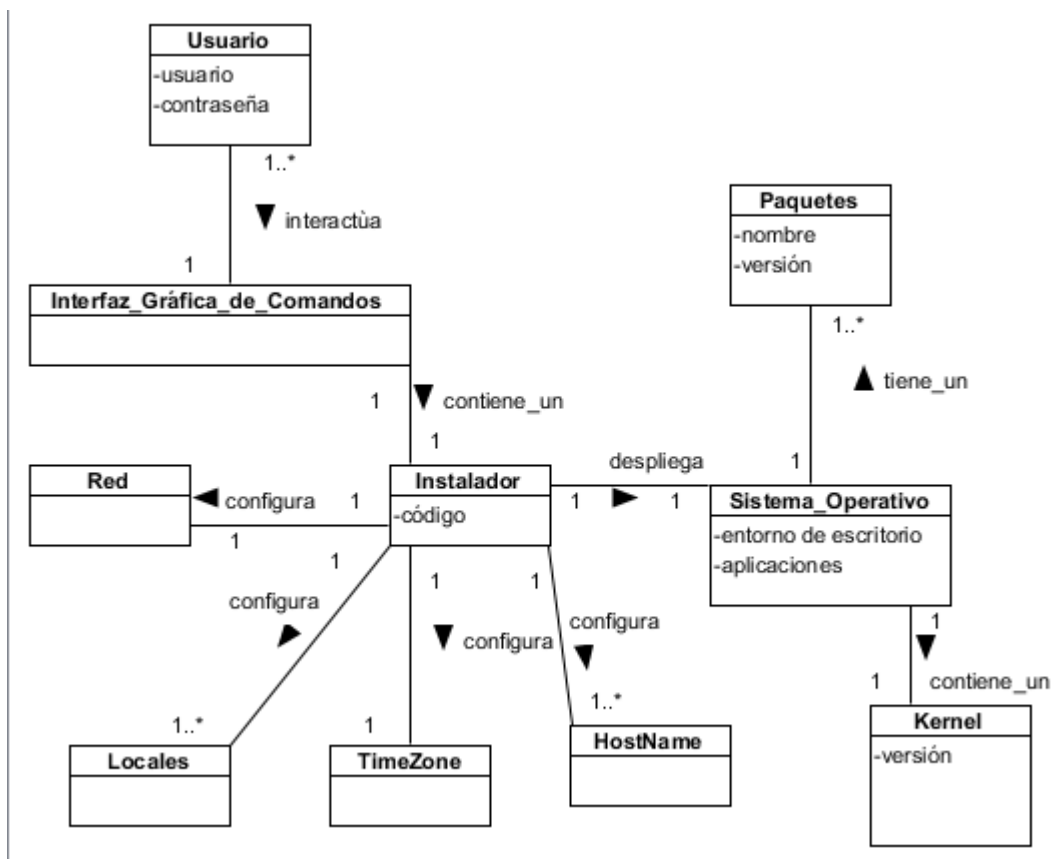 Usuario
-usuario
-contraseña
1..*
interactùa
1
Interfaz_Gráfica_de_Comandos
Paquetes
-nombre
-versión
1..*
tiene_un
1
1
contiene_un
1
Red
configura
1
1
Instalador
-código
despliega
1
1
Sistema_Operativo
-entorno de escritorio
-aplicaciones
1
configura
1..*
Locales
1
configura
1
TimeZone
1
configura
1..*
HostName
1
contiene_un
1
Kernel
-versión